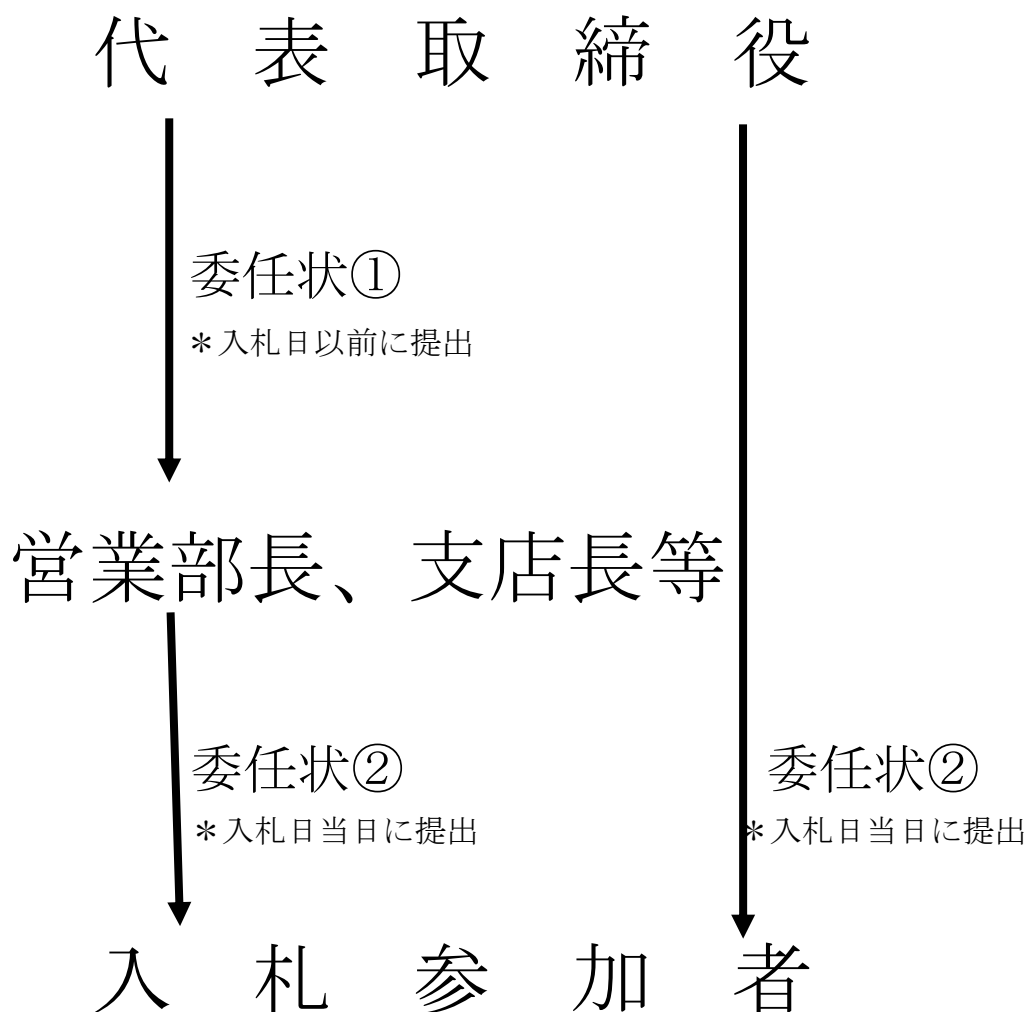 代表取締役
委任状①
＊入札日以前に提出
営業部長、支店長等
委任状②
＊入札日当日に提出
委任状②
＊入札日当日に提出
入札参加者